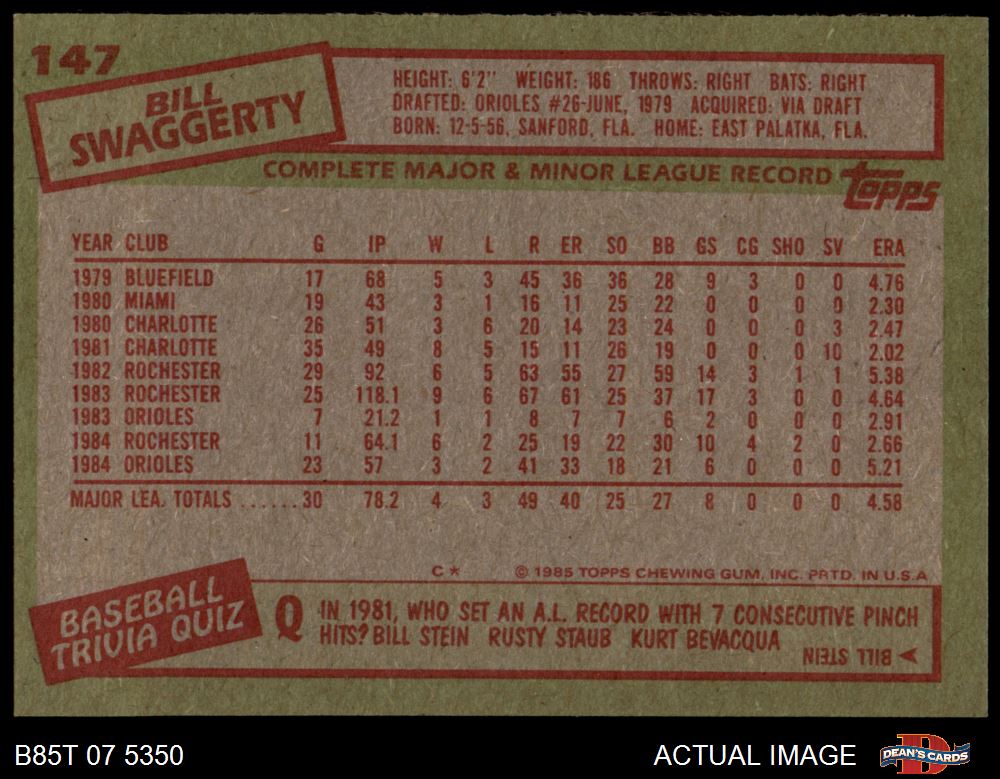 147
BILL
SWAGGERTY
HEIGHT: 6'2" WEIGHT: 186 THROWS: RIGHT BATS: RIGHT
DRAFTED: ORIOLES #26-JUNE, 1979 ACQUIRED: VIA DRAFT
BORN: 12-5-56, SANFORD, FLA. HOME: EAST PALATKA, FLA.
COMPLETE MAJOR & MINOR LEAGUE RECORD topps
YEAR CLUB G IP W L R ER SO BB GS CG SHO SV ERA
1979 BLUEFIELD 17 68 5 3 45 36 36 28 9 3 0 0 4.76
1980 MIAMI 19 43 3 1 16 11 25 22 0 0 0 0 2.30
1980 CHARLOTTE 26 51 3 6 20 14 23 24 0 0 0 3 2.47
1981 CHARLOTTE 35 49 8 5 15 11 26 19 0 0 0 10 2.02
1982 ROCHESTER 29 92 6 5 63 55 27 59 14 3 1 1 5.38
1983 ROCHESTER 25 118.1 9 6 67 61 25 37 17 3 0 0 4.64
1983 ORIOLES 7 21.2 1 1 8 7 7 6 2 0 0 0 2.91
1984 ROCHESTER 11 64.1 6 2 25 19 22 30 10 4 2 0 2.66
1984 ORIOLES 23 57 3 2 41 33 18 21 6 0 0 0 5.21
MAJOR LEA. TOTALS ......30 78.2 4 3 49 40 25 27 8 0 0 0 4.58
C* © 1985 TOPPS CHEWING GUM, INC. PRTD. IN U.S.A
BASEBALL
TRIVIA QUIZ
Q IN 1981, WHO SET AN A.L. RECORD WITH 7 CONSECUTIVE PINCH
HITS? BILL STEIN RUSTY STAUB KURT BEVACQUA
BILL STEIN
B85T 07 5350 ACTUAL IMAGE DEAN'S CARDS